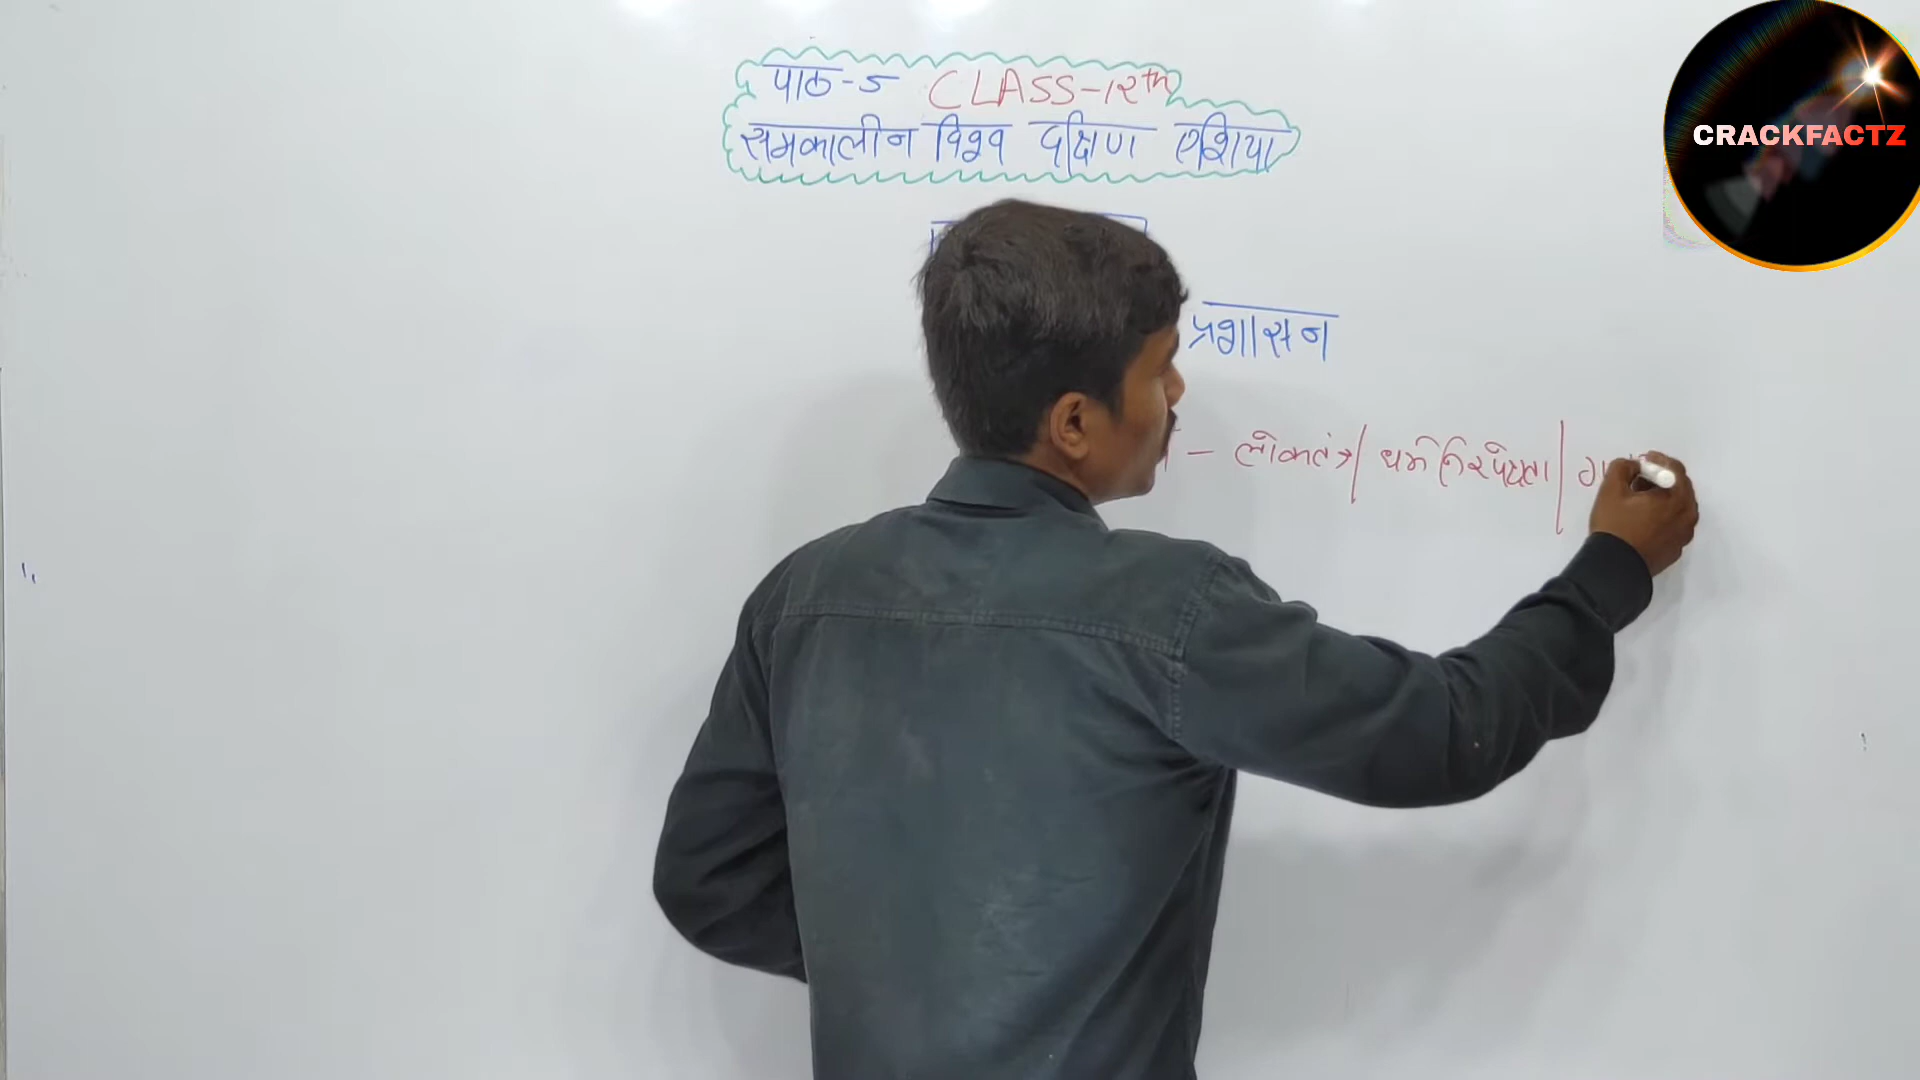 पाठ-5 CLASS-12th
CRACKFACTZ
समकालीन विश्व दक्षिण एशिया
प्रशासन
- लोकतंत्र / धर्मनिरपेक्षता /